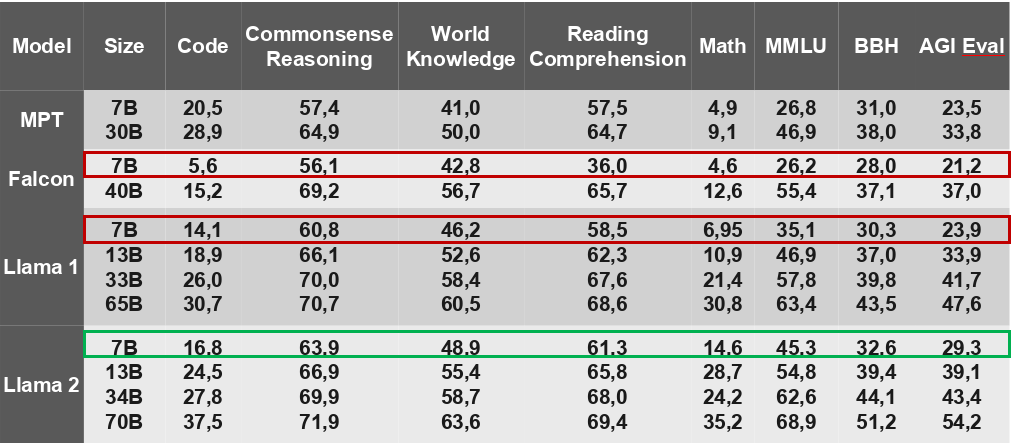 Model Size Code Commonsense Reasoning World Knowledge Reading Comprehension Math MMLU BBH AGI Eval
MPT
7B 20,5 57,4 41,0 57,5 4,9 26,8 31,0 23,5
30B 28,9 64,9 50,0 64,7 9,1 46,9 38,0 33,8
Falcon
7B 5,6 56,1 42,8 36,0 4,6 26,2 28,0 21,2
40B 15,2 69,2 56,7 65,7 12,6 55,4 37,1 37,0
Llama 1
7B 14,1 60,8 46,2 58,5 6,95 35,1 30,3 23,9
13B 18,9 66,1 52,6 62,3 10,9 46,9 37,0 33,9
33B 26,0 70,0 58,4 67,6 21,4 57,8 39,8 41,7
65B 30,7 70,7 60,5 68,6 30,8 63,4 43,5 47,6
Llama 2
7B 16,8 63,9 48,9 61,3 14,6 45,3 32,6 29,3
13B 24,5 66,9 55,4 65,8 28,7 54,8 39,4 39,1
34B 27,8 69,9 58,7 68,0 24,2 62,6 44,1 43,4
70B 37,5 71,9 63,6 69,4 35,2 68,9 51,2 54,2